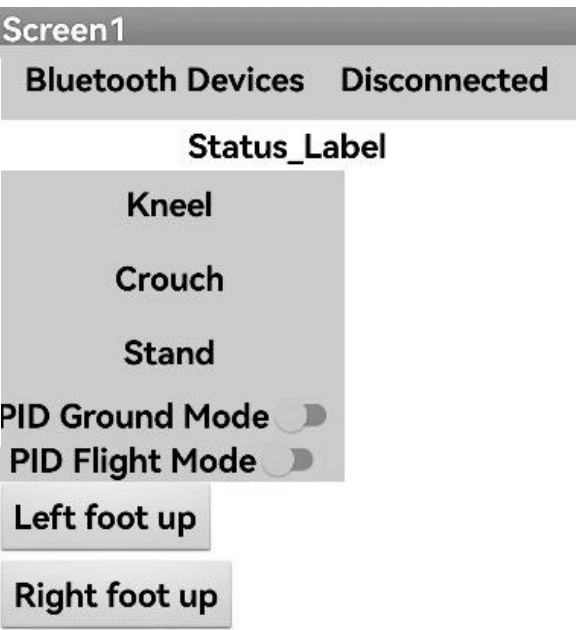 Screen1
Bluetooth Devices Disconnected
Status_Label
Kneel
Crouch
Stand
PID Ground Mode
PID Flight Mode
Left foot up
Right foot up